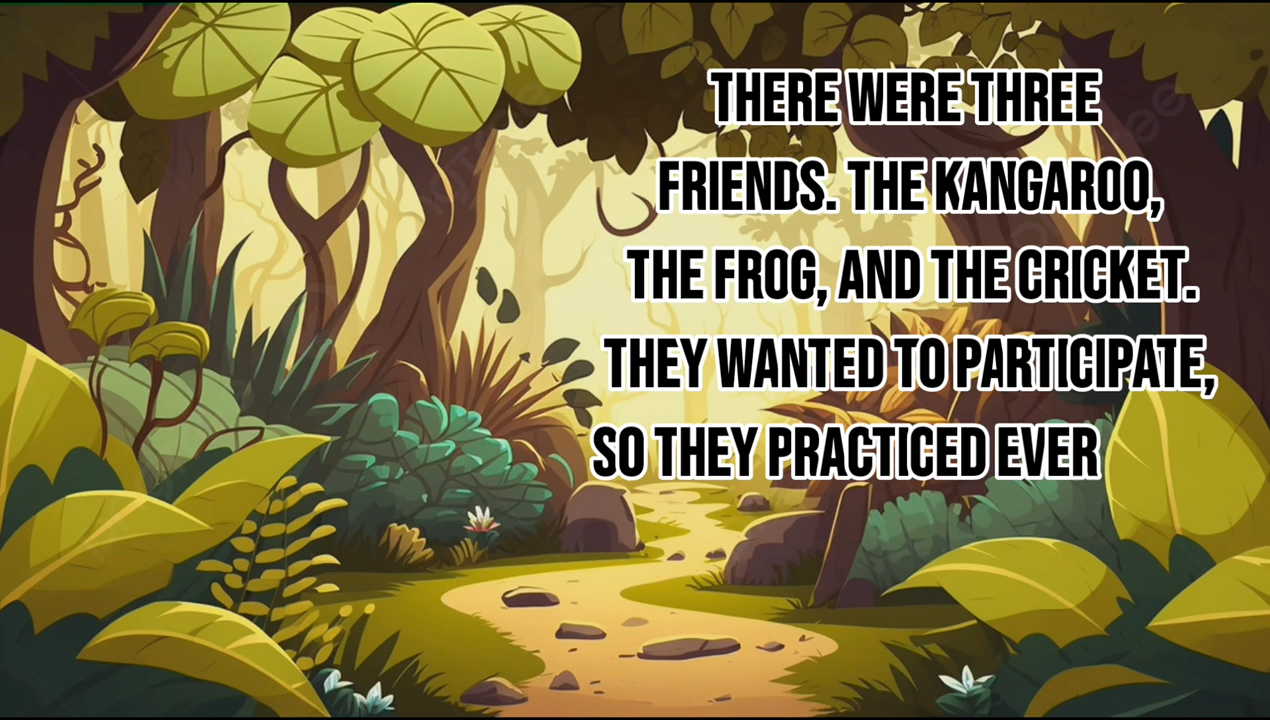 THERE WERE THREE
FRIENDS. THE KANGAROO,
THE FROG, AND THE CRICKET.
THEY WANTED TO PARTICIPATE,
SO THEY PRACTICED EVER